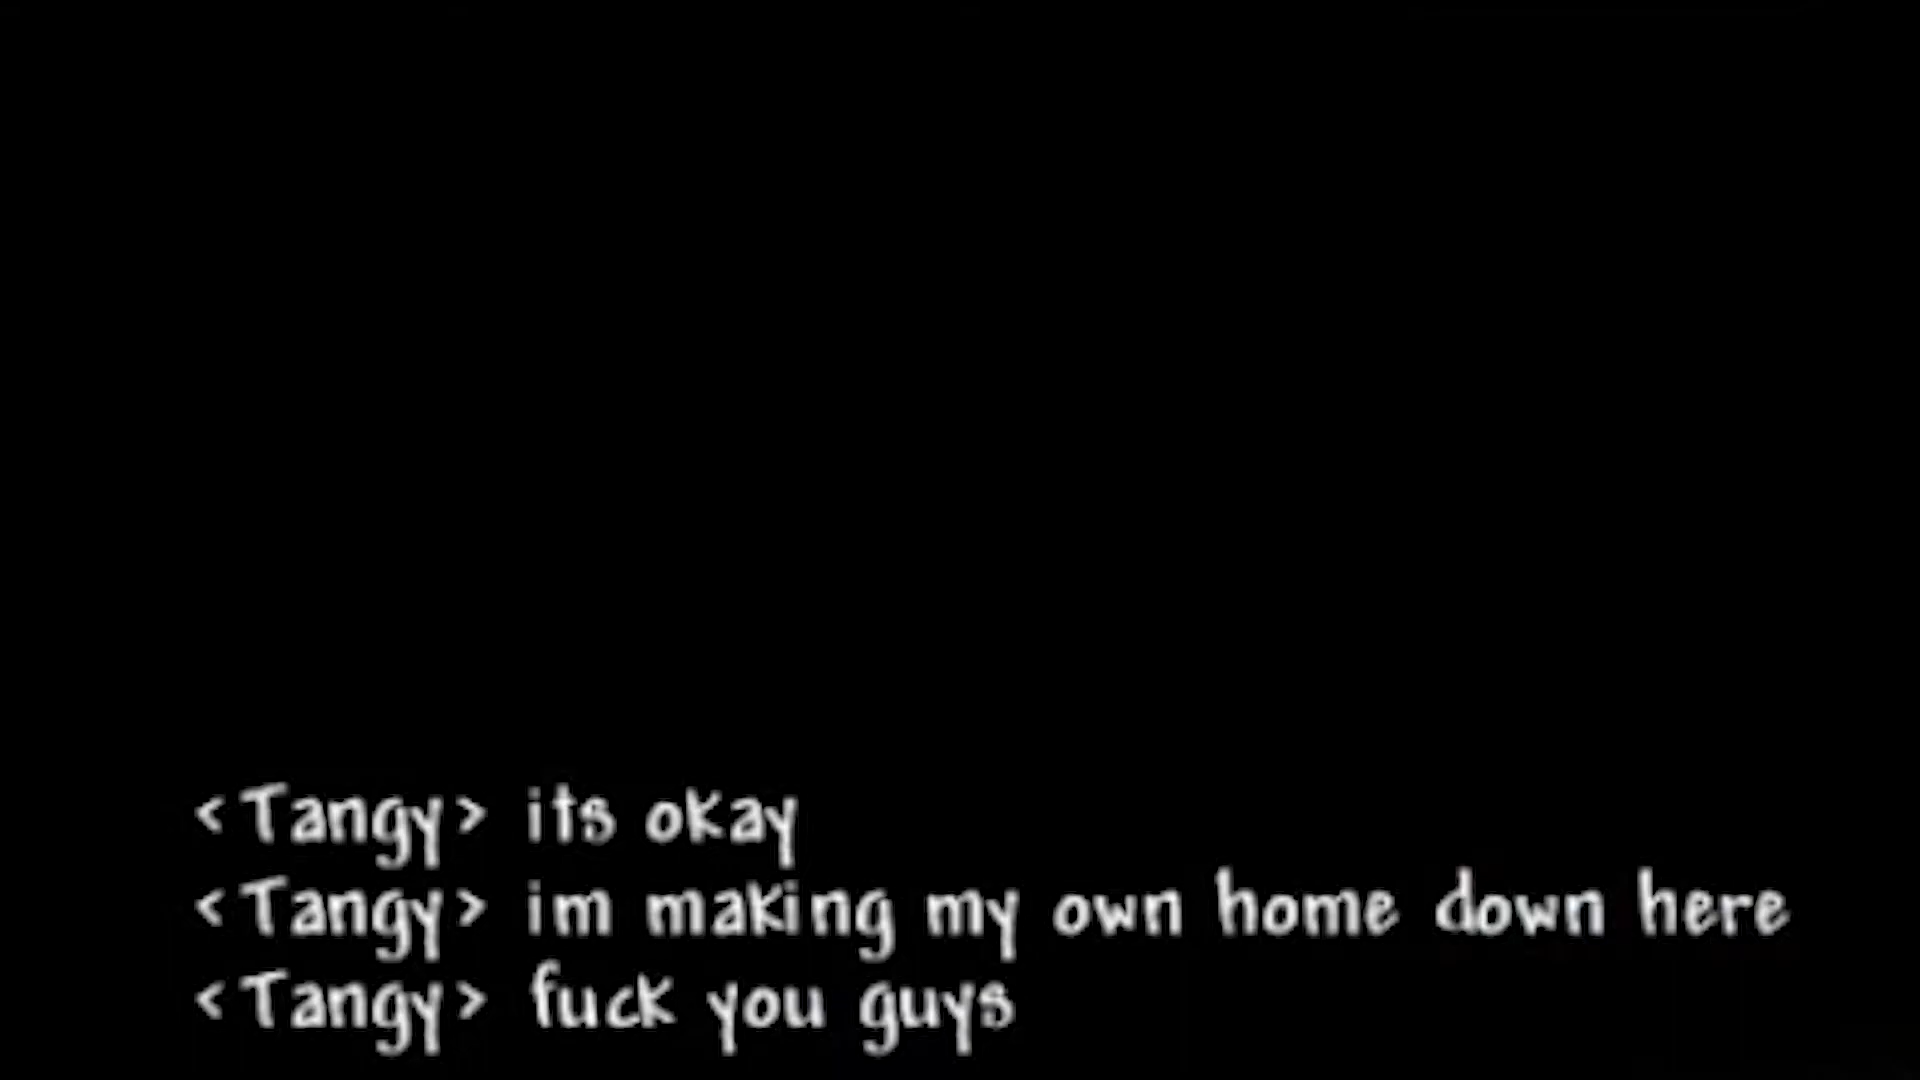 <Tangy> its okay
<Tangy> im making my own home down here
<Tangy> fuck you guys